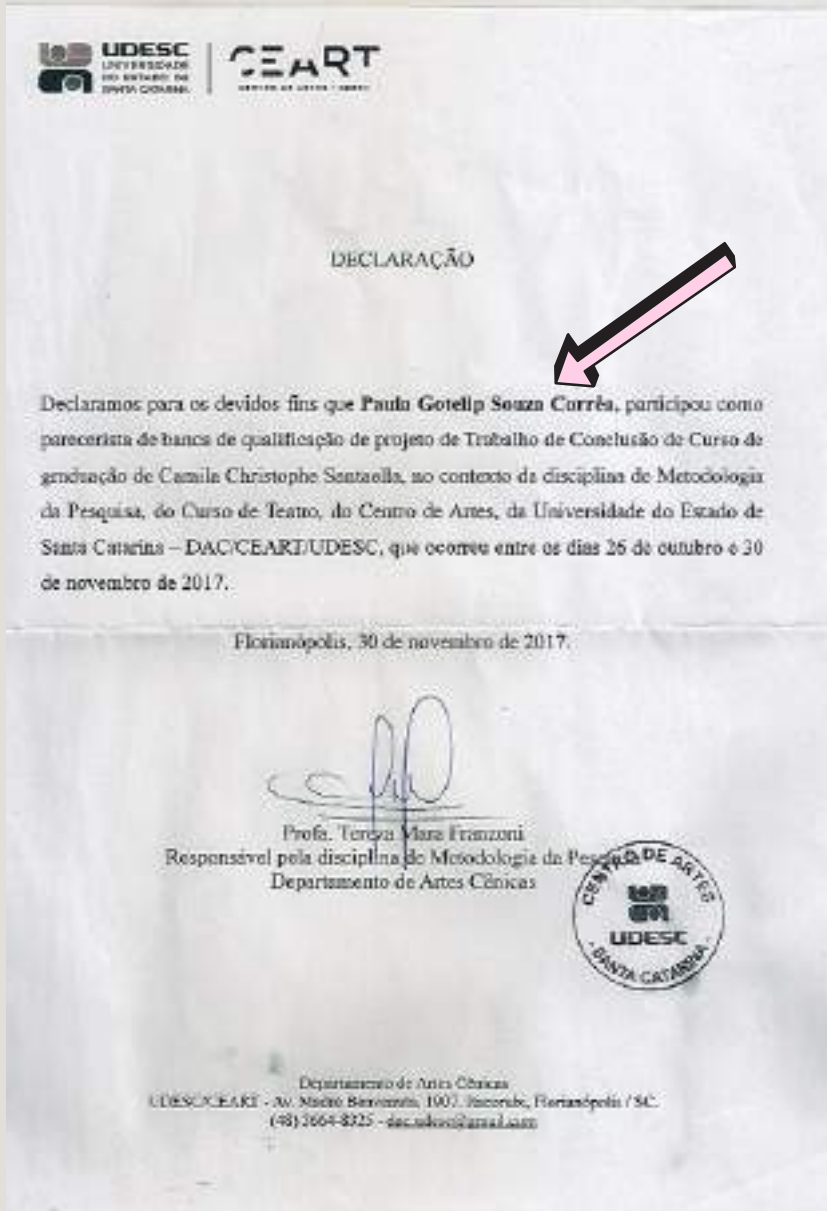 UDESC
UNIVERSIDADE
DO ESTADO DE
SANTA CATARINA
CEART
DECLARAÇÃO
Declaramos para os devidos fins que Paula Gotelip Souza Corrêa, participou como
parecerista de banca de qualificação de projeto de Trabalho de Conclusão de Curso de
graduação de Camila Christophe Santaella, no contexto da disciplina de Metodologia
da Pesquisa, do Curso de Teatro, do Centro de Artes, da Universidade do Estado de
Santa Catarina – DAC/CEART/UDESC, que ocorreu entre os dias 26 de outubro e 30
de novembro de 2017.
Florianópolis, 30 de novembro de 2017.
Profa. Tereza Mara Franzoni
Responsável pela disciplina de Metodologia da Pesquisa
Departamento de Artes Cênicas
CENTRO DE ARTES
UDESC
- SANTA CATARINA -
Departamento de Artes Cênicas
UDESC/CEART - Av. Madre Benvenuta, 1907, Itacorubi, Florianópolis / SC.
(48) 3664-8325 - dac.udesc@gmail.com